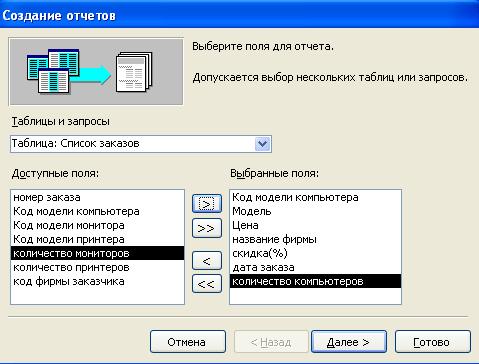 Создание отчетов
Выберите поля для отчета.
Допускается выбор нескольких таблиц или запросов.
Таблицы и запросы
Таблица: Список заказов
Доступные поля:
номер заказа
Код модели компьютера
Код модели монитора
Код модели принтера
количество мониторов
количество принтеров
код фирмы заказчика
>
>>
<
<<
Выбранные поля:
Код модели компьютера
Модель
Цена
название фирмы
скидка(%)
дата заказа
количество компьютеров
Отмена
< Назад
Далее >
Готово